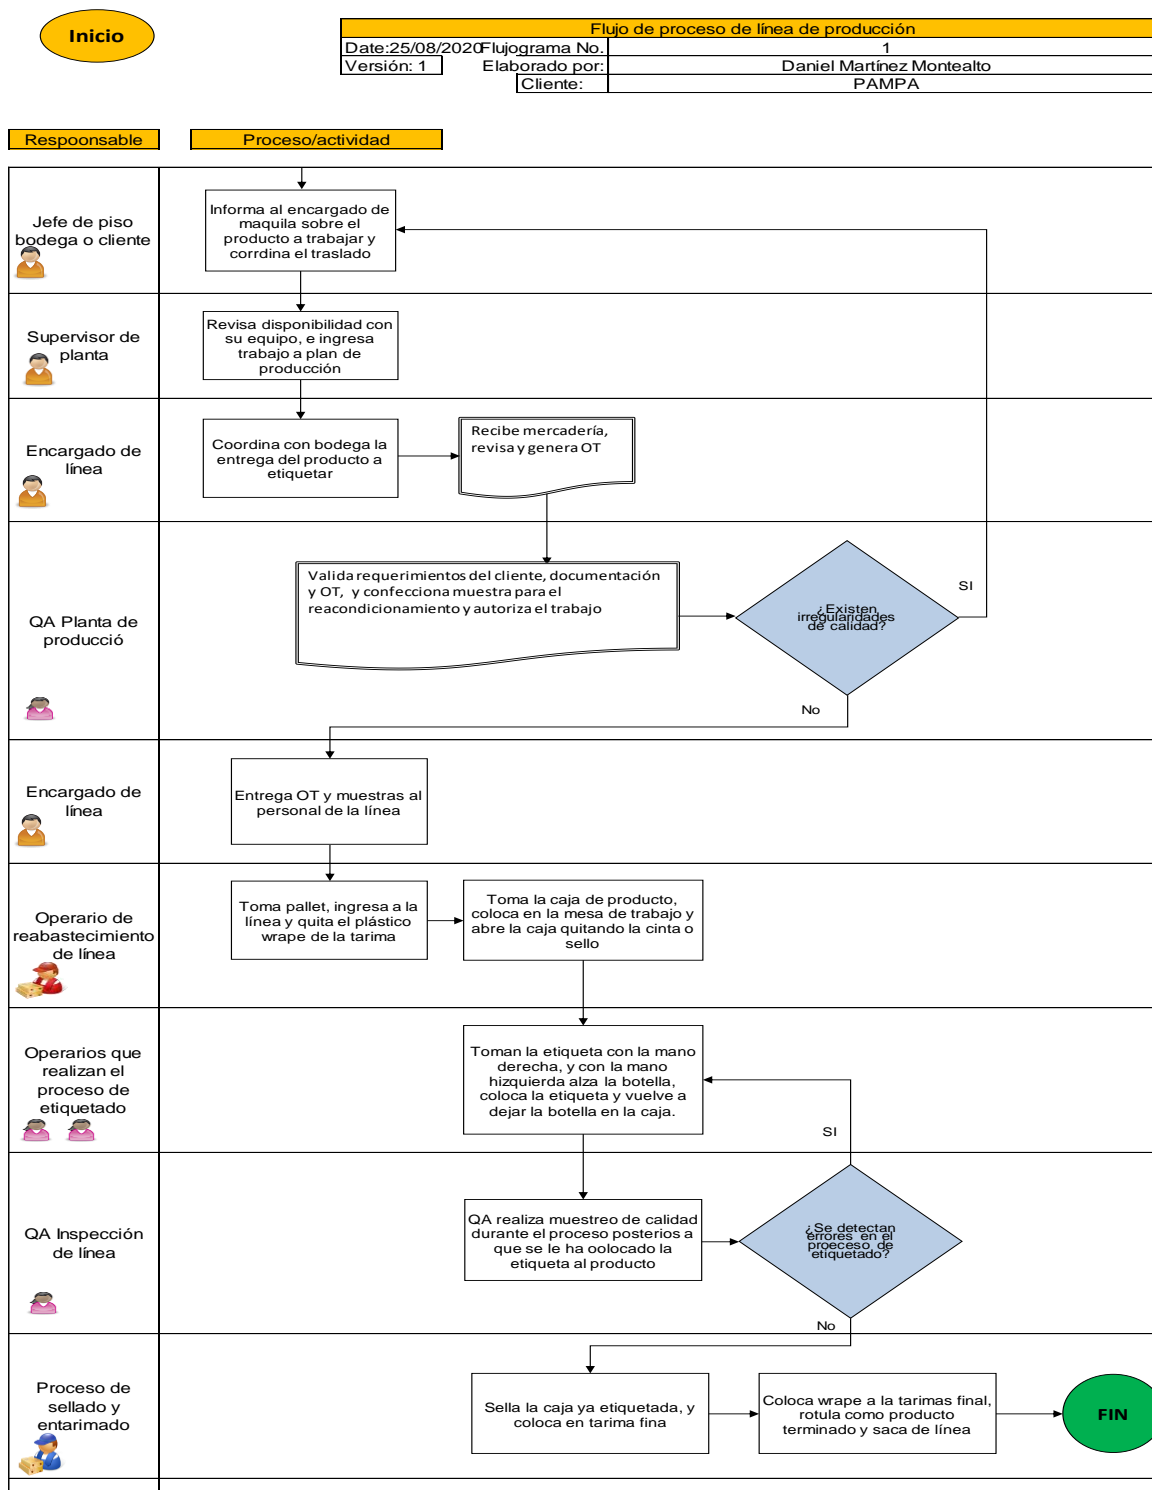 Inicio
Flujo de proceso de línea de producción
Date:25/08/2020 Flujograma No. 1
Versión: 1 Elaborado por: Daniel Martínez Montealto
Cliente: PAMPA
Respoonsable Proceso/actividad
Jefe de piso
bodega o cliente
Informa al encargado de
maquila sobre el
producto a trabajar y
corrdina el traslado
Supervisor de
planta
Revisa disponibilidad con
su equipo, e ingresa
trabajo a plan de
producción
Encargado de
línea
Coordina con bodega la
entrega del producto a
etiquetar
Recibe mercadería,
revisa y genera OT
QA Planta de
producció
Valida requerimientos del cliente, documentación
y OT, y confecciona muestra para el
reacondicionamiento y autoriza el trabajo
¿Existen
irregularidades
de calidad?
SI
No
Encargado de
línea
Entrega OT y muestras al
personal de la línea
Operario de
reabastecimiento
de línea
Toma pallet, ingresa a la
línea y quita el plástico
wrape de la tarima
Toma la caja de producto,
coloca en la mesa de trabajo y
abre la caja quitando la cinta o
sello
Operarios que
realizan el
proceso de
etiquetado
Toman la etiqueta con la mano
derecha, y con la mano
hizquierda alza la botella,
coloca la etiqueta y vuelve a
dejar la botella en la caja.
SI
QA Inspección
de línea
QA realiza muestreo de calidad
durante el proceso posterios a
que se le ha oolocado la
etiqueta al producto
¿Se detectan
errores en el
proeceso de
etiquetado?
No
Proceso de
sellado y
entarimado
Sella la caja ya etiquetada, y
coloca en tarima fina
Coloca wrape a la tarimas final,
rotula como producto
terminado y saca de línea
FIN